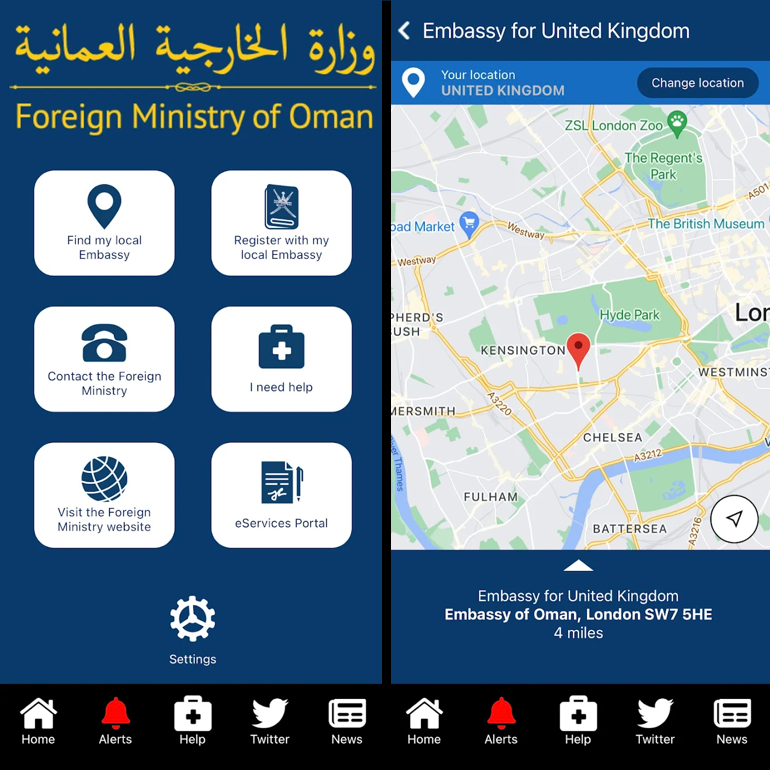 وزارة الخارجية العمانية
Foreign Ministry of Oman
Find my local
Embassy
Register with my
local Embassy
Contact the Foreign
Ministry
I need help
Visit the Foreign
Ministry website
eServices Portal
Settings
Home
Alerts
Help
Twitter
News
Embassy for United Kingdom
Your location
UNITED KINGDOM
Change location
ZSL London Zoo
The Regent's
Park
A501
oad Market
Westway
The British Museum
Westway
PHERD'S
USH
Hyde Park
Lon
KENSINGTON
WESTMINST
A3220
MERSMITH
CHELSEA
A3212
ver Thames
FULHAM
A3216
BATTERSEA
Embassy for United Kingdom
Embassy of Oman, London SW7 5HE
4 miles
Home
Alerts
Help
Twitter
News